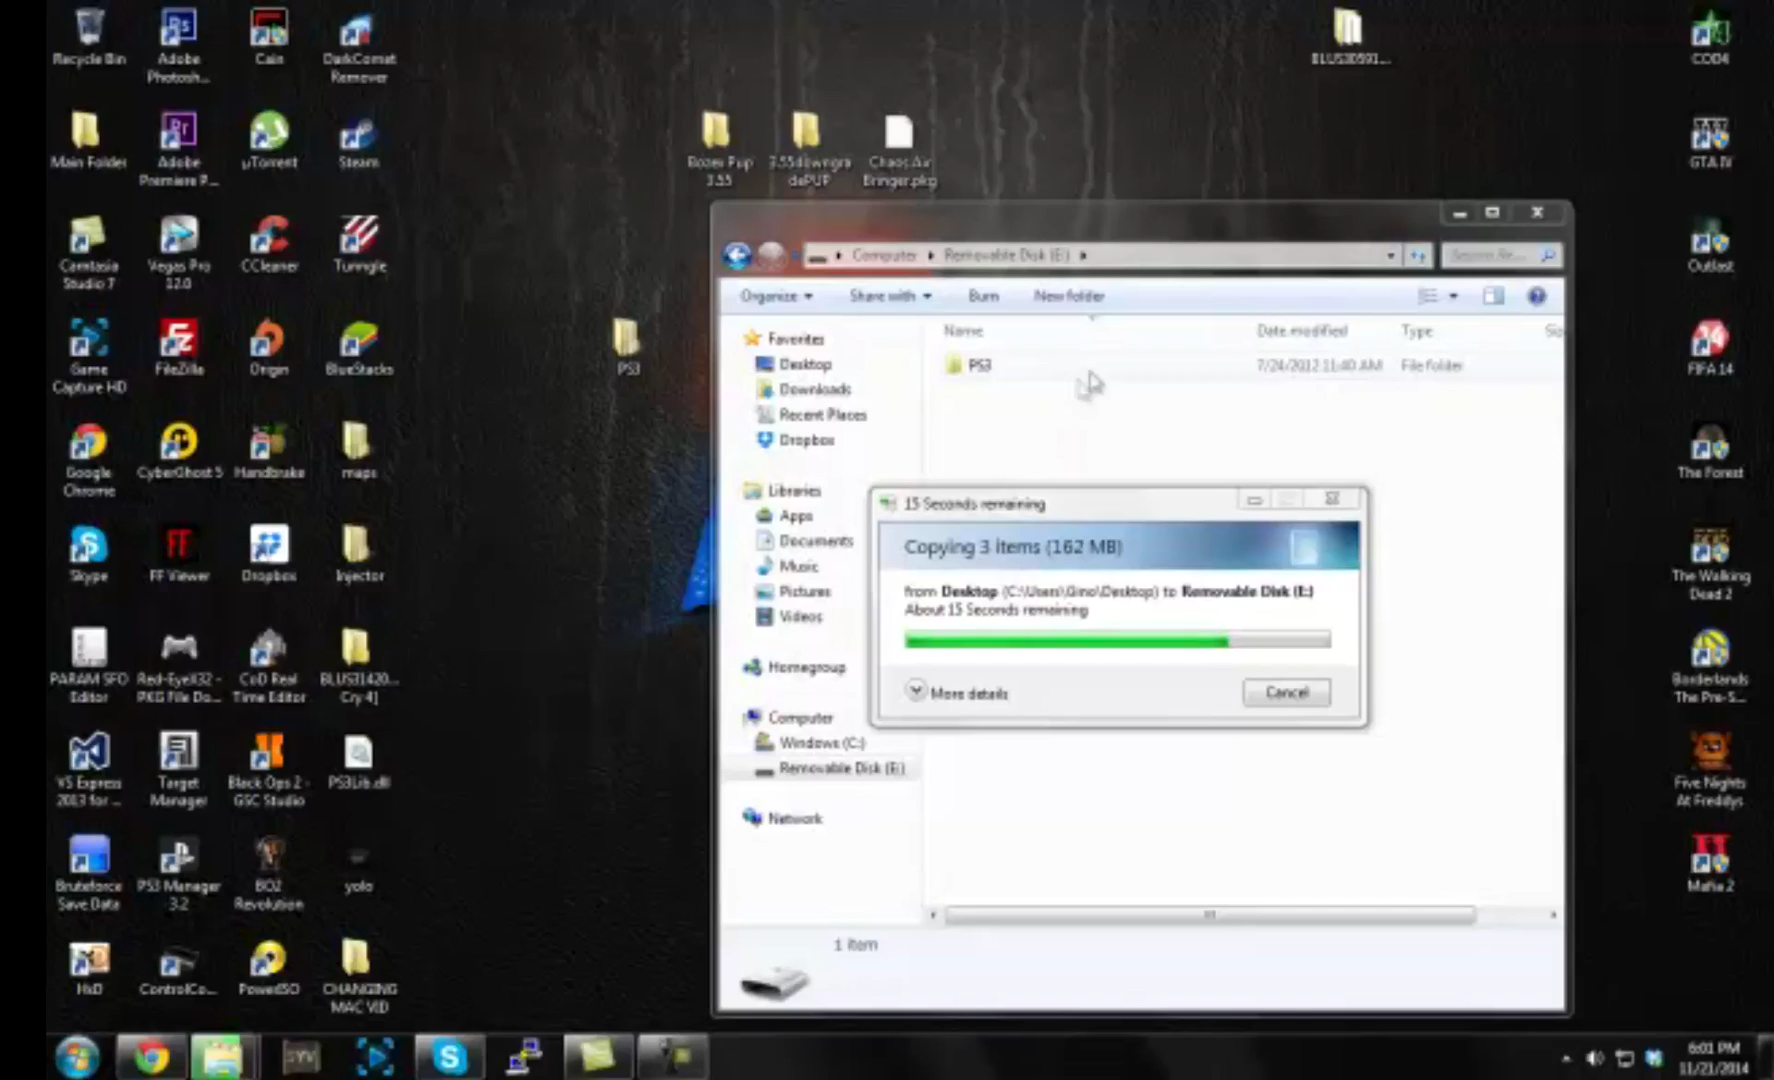 Recycle Bin
Adobe
Photosh...
Cain
DarkComet
Remover
BLUS30591...
COD4
Main Folder
Adobe
Premiere P...
µTorrent
Steam
Bozex Pup
3.55
3.55downgra
dePUP
Chaos Air
Bringer.pkg
GTA IV
Camtasia
Studio 7
Vegas Pro
12.0
CCleaner
Tunngle
Outlast
Computer
Removable Disk (E:)
Organize
Share with
Burn
New folder
Name
Date modified
Type
Favorites
PS3
7/24/2012 11:40 AM
File folder
Desktop
Downloads
Recent Places
Dropbox
Game
Capture HD
FileZilla
Origin
BlueStacks
PS3
FIFA 14
14
Google
Chrome
CyberGhost 5
Handbrake
maps
The Forest
Libraries
Apps
Documents
Music
Pictures
Videos
15 Seconds remaining
Copying 3 items (162 MB)
from Desktop (C:\Users\Gino\Desktop) to Removable Disk (E:)
About 15 Seconds remaining
More details
Cancel
Skype
FF
FF Viewer
Dropbox
Injector
The Walking
Dead 2
Homegroup
Computer
Windows (C:)
Removable Disk (E:)
Network
PARAM SFO
Editor
Red-EyeX32 -
PKG File Do...
CoD Real
Time Editor
BLUS31420...
Cry 4]
Borderlands
The Pre-S...
VS Express
2013 for ...
Target
Manager
Black Ops 2 -
GSC Studio
PS3Lib.dll
Five Nights
At Freddys
Bruteforce
Save Data
PS3 Manager
3.2
BO2
Revolution
yolo
Mafia 2
HxD
ControlCo...
PowerISO
CHANGING
MAC VID
1 item
6:01 PM
11/21/2014